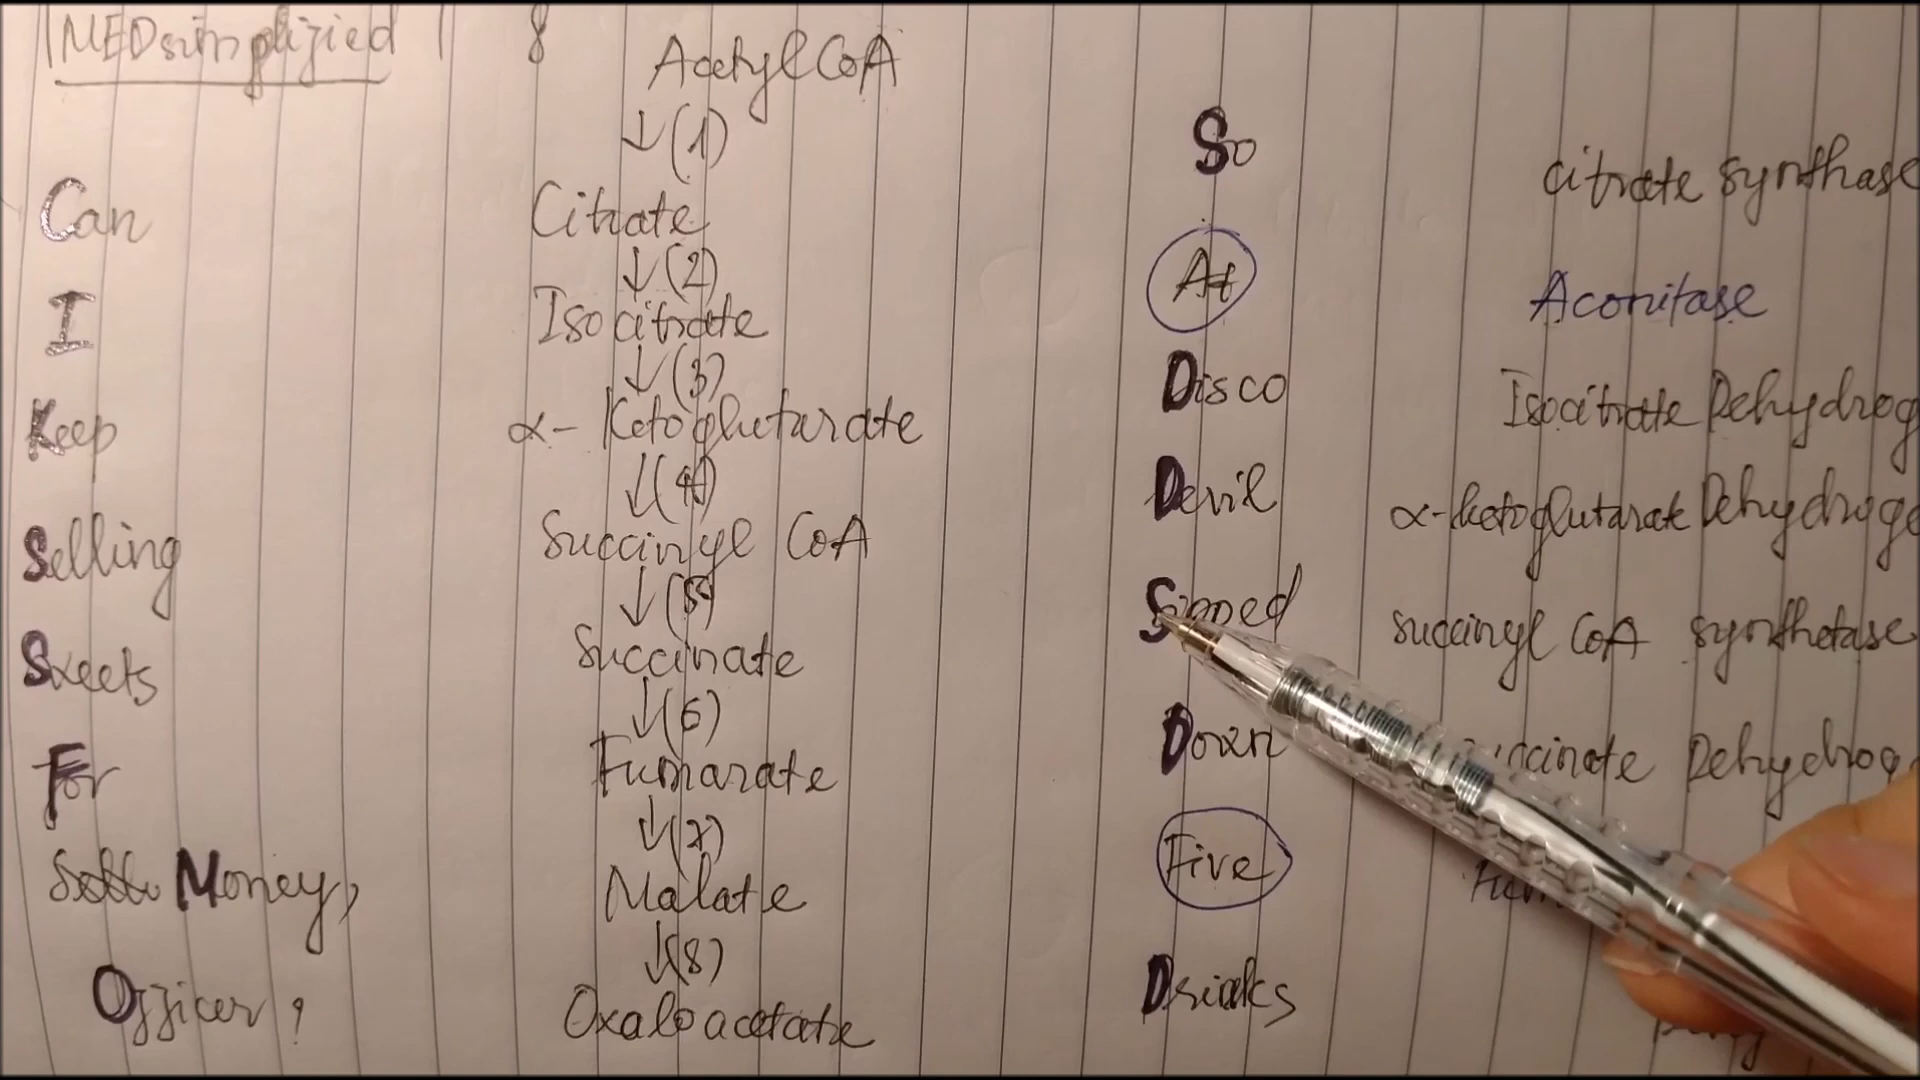 MEDsimplified 8 Acetyl CoA
↓(1) So citrate synthase
Can Citrate
↓(2) At Aconitase
I Isocitrate
↓(3) Disco Isocitrate Dehydrog
Keep α- Ketoglutarate
↓(4) Devil α-ketoglutarate Dehydroge
Selling Succinyl CoA
↓(5) Sipped succinyl CoA synthetase
Sweets Succinate
↓(6) Down ccinate Dehydrog
For Fumarate
↓(7) Five
Money, Malate
↓(8) Drinks
Officer? Oxaloacetate